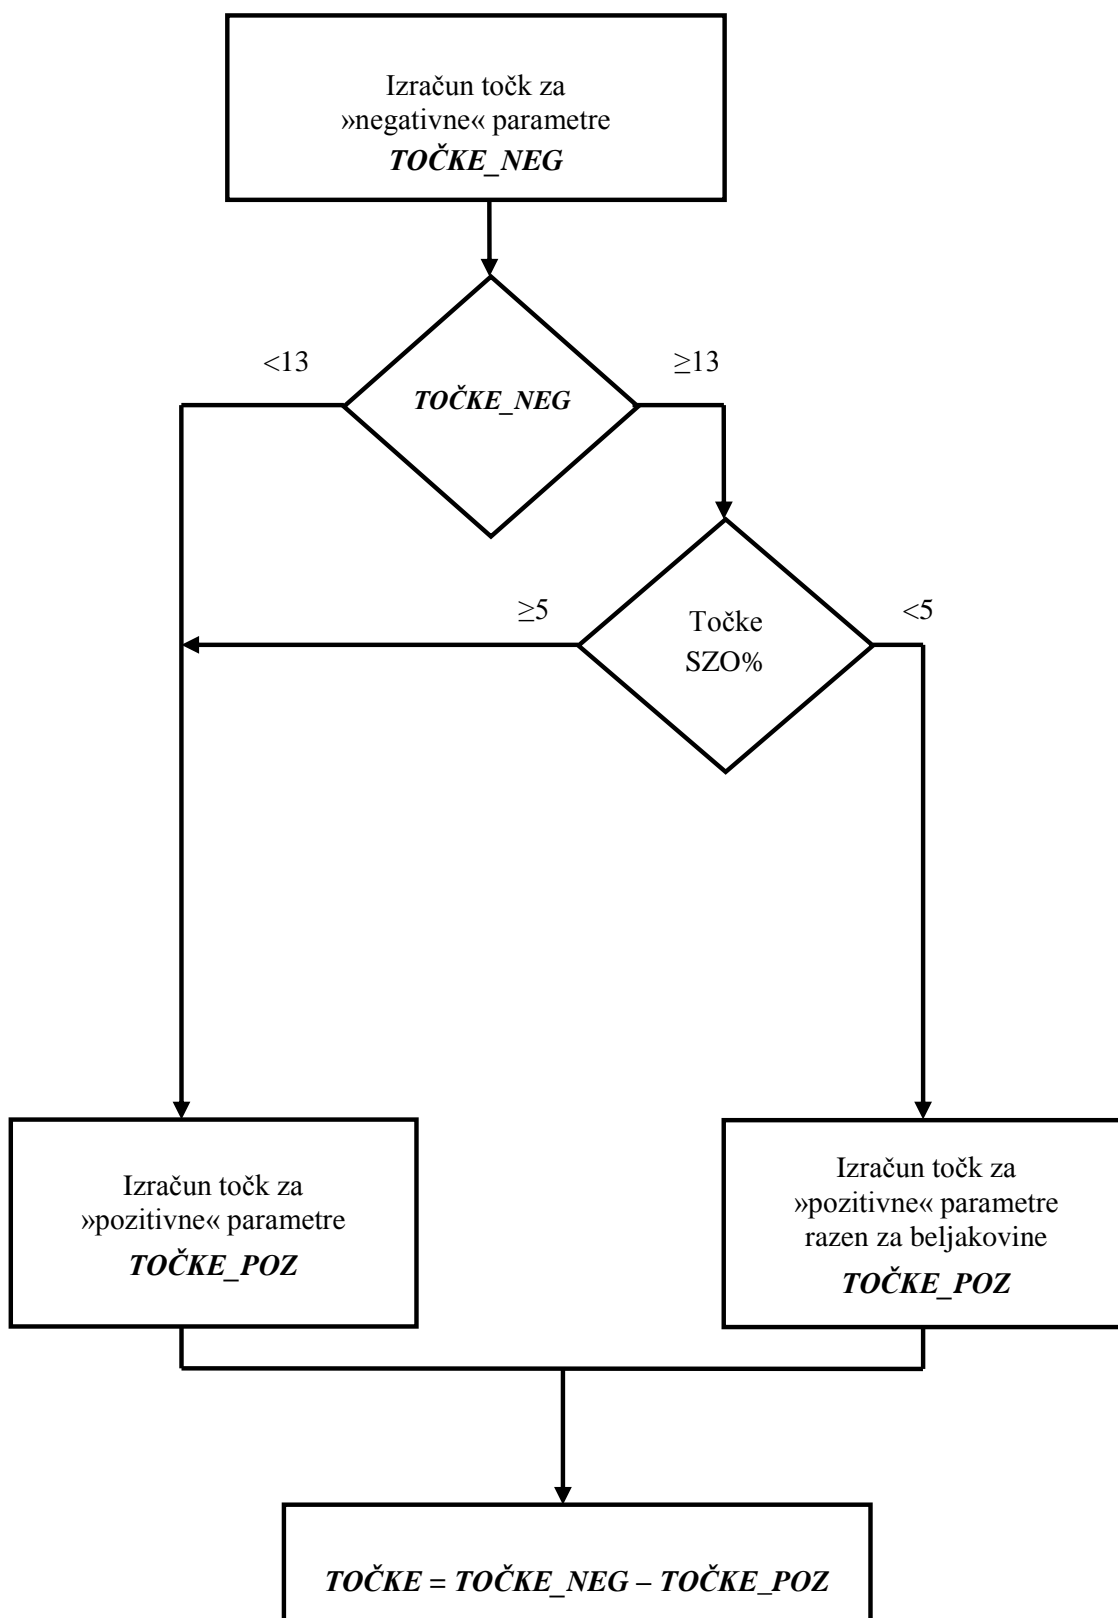 Izračun točk za
»negativne« parametre
TOČKE_NEG
<13
≥13
TOČKE_NEG
≥5
<5
Točke
SZO%
Izračun točk za
»pozitivne« parametre
TOČKE_POZ
Izračun točk za
»pozitivne« parametre
razen za beljakovine
TOČKE_POZ
TOČKE = TOČKE_NEG – TOČKE_POZ